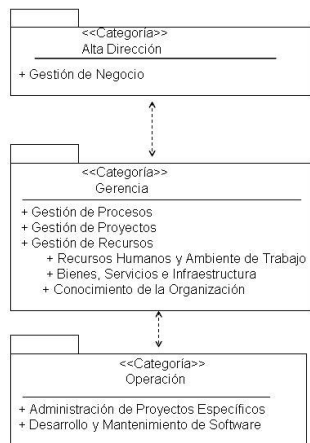 <<Categoría>>
Alta Dirección
+ Gestión de Negocio
<<Categoría>>
Gerencia
+ Gestión de Procesos
+ Gestión de Proyectos
+ Gestión de Recursos
+ Recursos Humanos y Ambiente de Trabajo
+ Bienes, Servicios e Infraestructura
+ Conocimiento de la Organización
<<Categoría>>
Operación
+ Administración de Proyectos Específicos
+ Desarrollo y Mantenimiento de Software